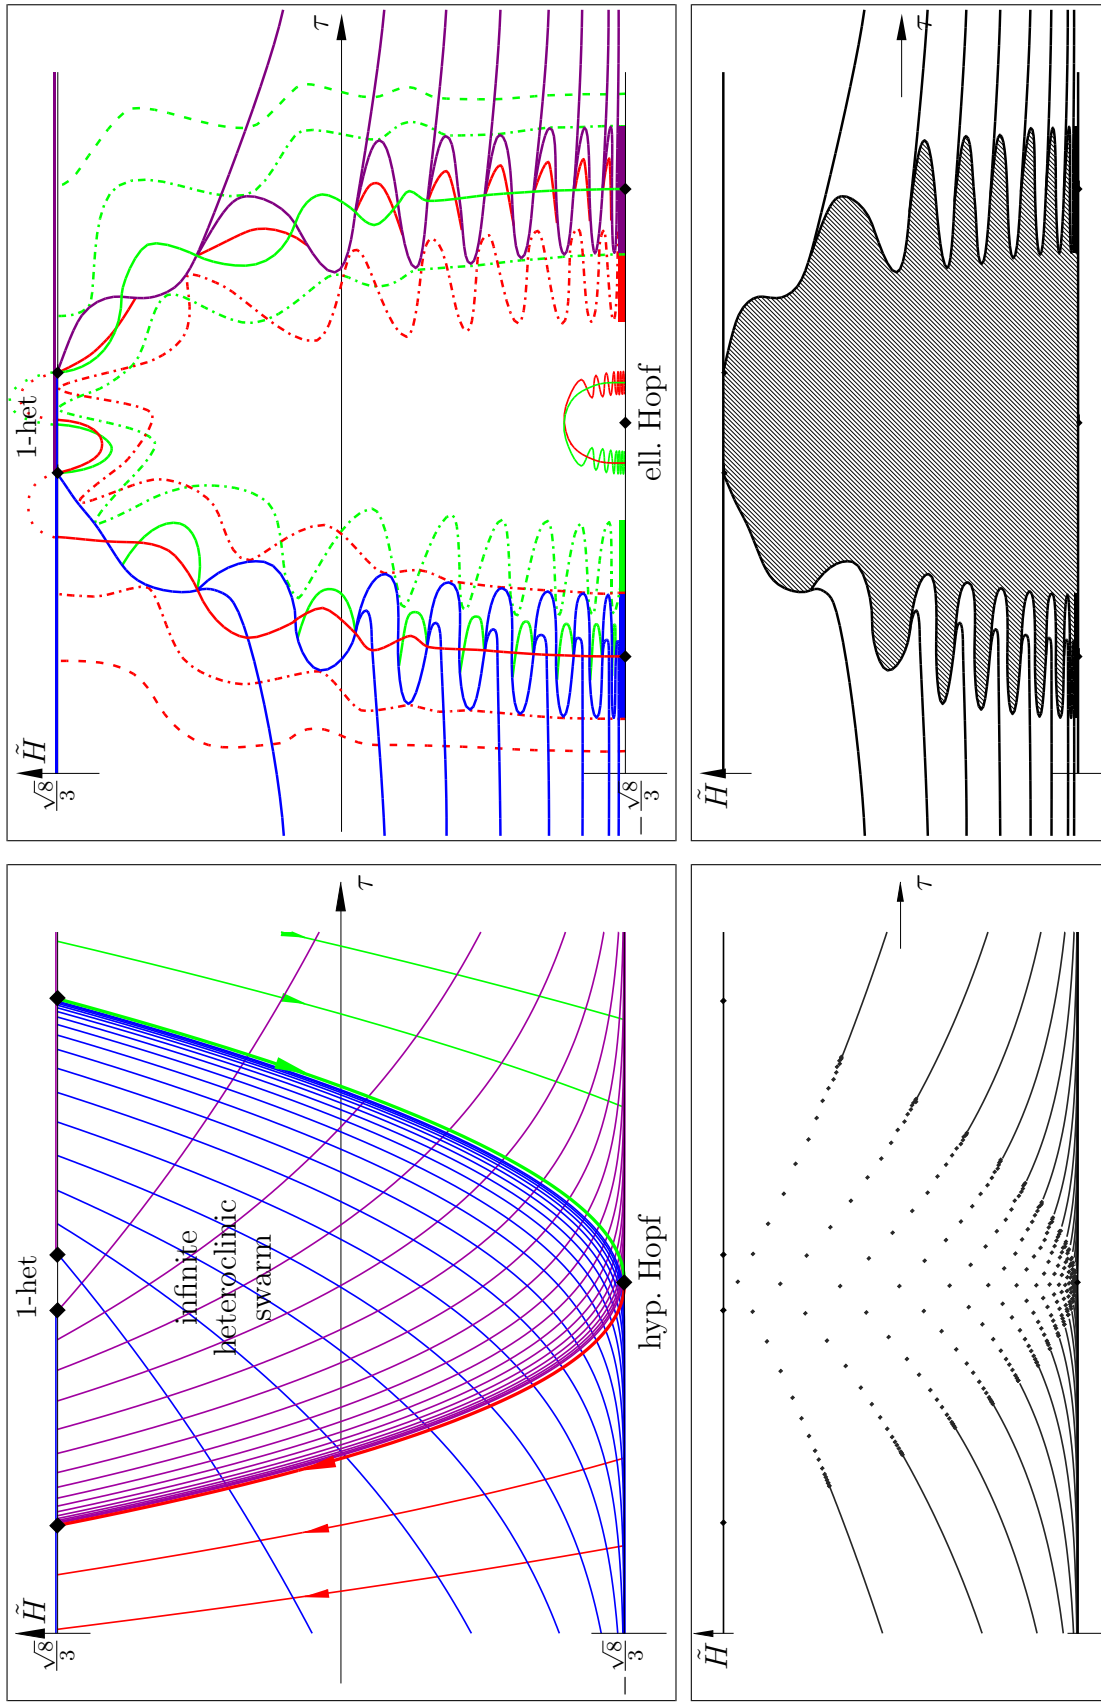 √8/3
H̃
1-het
infinite
heteroclinic
swarm
τ
−√8/3
hyp. Hopf
√8/3
H̃
1-het
τ
−√8/3
ell. Hopf
H̃
τ
H̃
τ